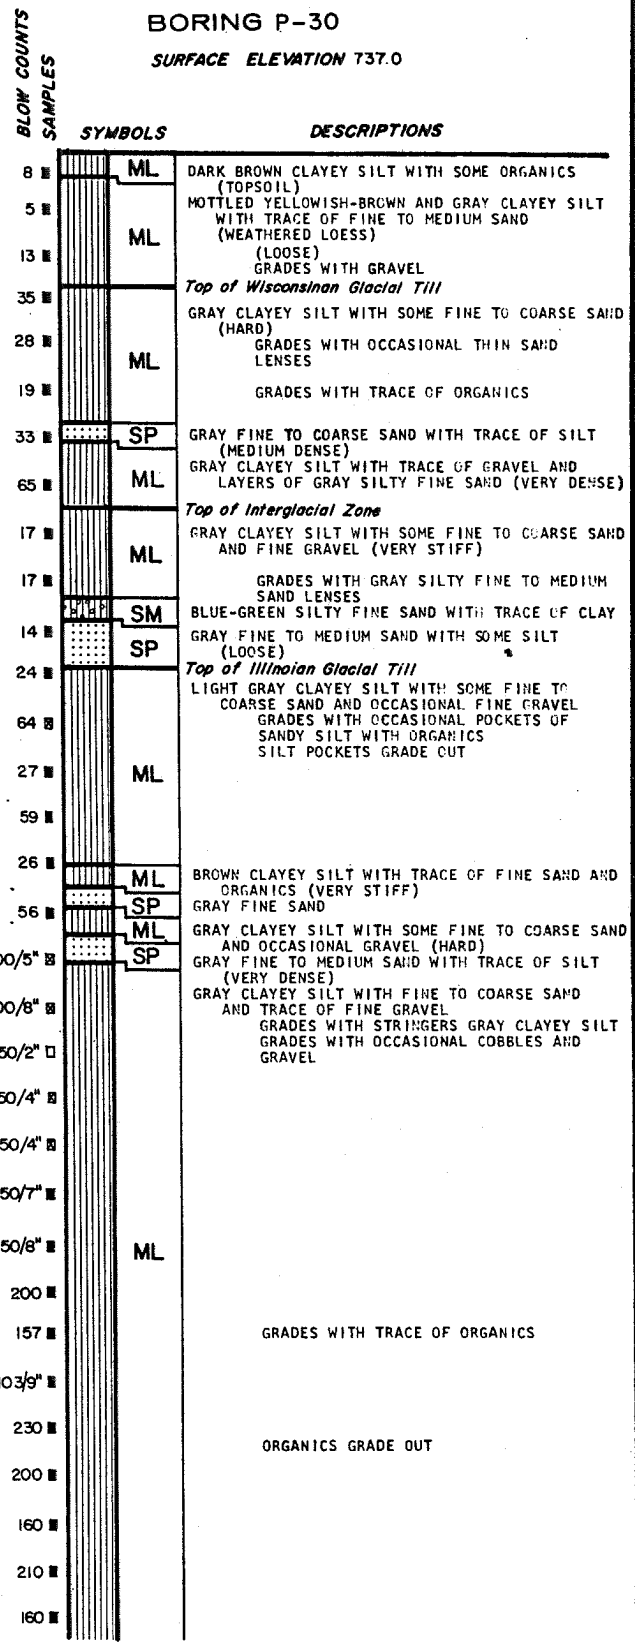 BORING P-30
SURFACE ELEVATION 737.0
BLOW COUNTS
SAMPLES
SYMBOLS
DESCRIPTIONS
8 ML DARK BROWN CLAYEY SILT WITH SOME ORGANICS
(TOPSOIL)
5 MOTTLED YELLOWISH-BROWN AND GRAY CLAYEY SILT
WITH TRACE OF FINE TO MEDIUM SAND
ML (WEATHERED LOESS)
13 (LOOSE)
GRADES WITH GRAVEL
Top of Wisconsinan Glacial Till
35
GRAY CLAYEY SILT WITH SOME FINE TO COARSE SAND
(HARD)
28 GRADES WITH OCCASIONAL THIN SAND
ML LENSES
19 GRADES WITH TRACE OF ORGANICS
33 SP GRAY FINE TO COARSE SAND WITH TRACE OF SILT
(MEDIUM DENSE)
GRAY CLAYEY SILT WITH TRACE OF GRAVEL AND
65 ML LAYERS OF GRAY SILTY FINE SAND (VERY DENSE)
Top of Interglacial Zone
17 GRAY CLAYEY SILT WITH SOME FINE TO COARSE SAND
ML AND FINE GRAVEL (VERY STIFF)
17 GRADES WITH GRAY SILTY FINE TO MEDIUM
SAND LENSES
SM BLUE-GREEN SILTY FINE SAND WITH TRACE OF CLAY
14 GRAY FINE TO MEDIUM SAND WITH SOME SILT
SP (LOOSE)
24 Top of Illinoian Glacial Till
LIGHT GRAY CLAYEY SILT WITH SOME FINE TO
COARSE SAND AND OCCASIONAL FINE GRAVEL
64 GRADES WITH OCCASIONAL POCKETS OF
SANDY SILT WITH ORGANICS
SILT POCKETS GRADE OUT
27 ML
59
26
ML BROWN CLAYEY SILT WITH TRACE OF FINE SAND AND
ORGANICS (VERY STIFF)
56 SP GRAY FINE SAND
ML GRAY CLAYEY SILT WITH SOME FINE TO COARSE SAND
AND OCCASIONAL GRAVEL (HARD)
00/5" SP GRAY FINE TO MEDIUM SAND WITH TRACE OF SILT
(VERY DENSE)
GRAY CLAYEY SILT WITH FINE TO COARSE SAND
00/8" AND TRACE OF FINE GRAVEL
GRADES WITH STRINGERS GRAY CLAYEY SILT
GRADES WITH OCCASIONAL COBBLES AND
50/2" GRAVEL
50/4"
50/4"
50/7"
50/8" ML
200
157 GRADES WITH TRACE OF ORGANICS
103/9"
230
ORGANICS GRADE OUT
200
160
210
160